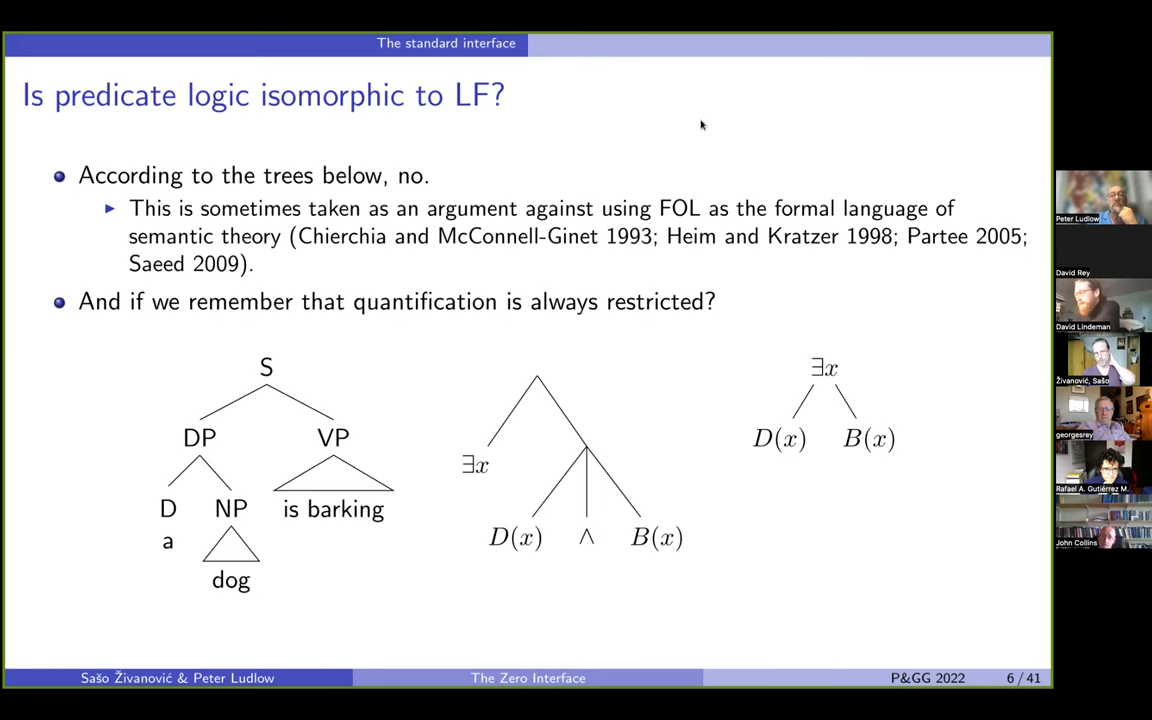 The standard interface
Is predicate logic isomorphic to LF?
According to the trees below, no.
This is sometimes taken as an argument against using FOL as the formal language of
semantic theory (Chierchia and McConnell-Ginet 1993; Heim and Kratzer 1998; Partee 2005;
Saeed 2009).
And if we remember that quantification is always restricted?
S
DP VP
D NP is barking
a
dog
∃x
D(x) ∧ B(x)
∃x
D(x) B(x)
Sašo Živanović & Peter Ludlow
The Zero Interface
P&GG 2022
6 / 41
Peter Ludlow
David Rey
David Lindeman
Živanović, Sašo
georgesrey
Rafael A. Gutiérrez M.
John Collins